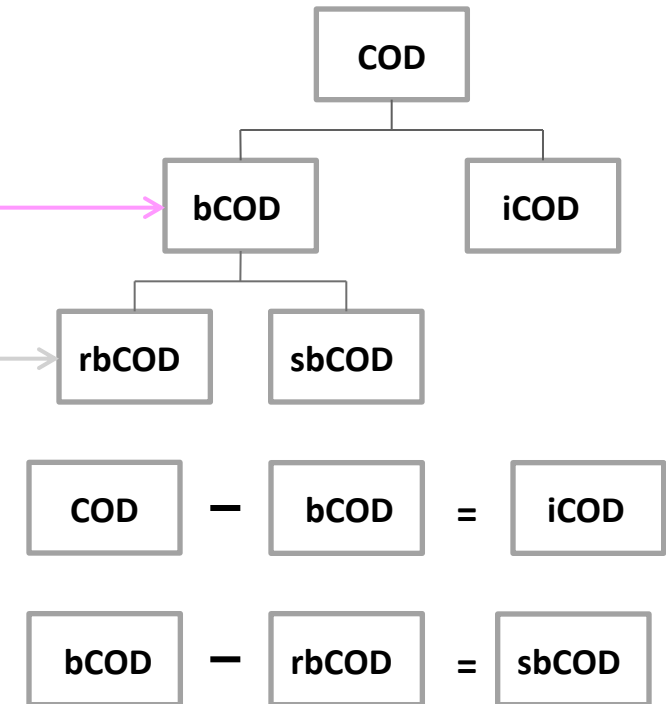 COD
bCOD iCOD
rbCOD sbCOD
COD – bCOD = iCOD
bCOD – rbCOD = sbCOD